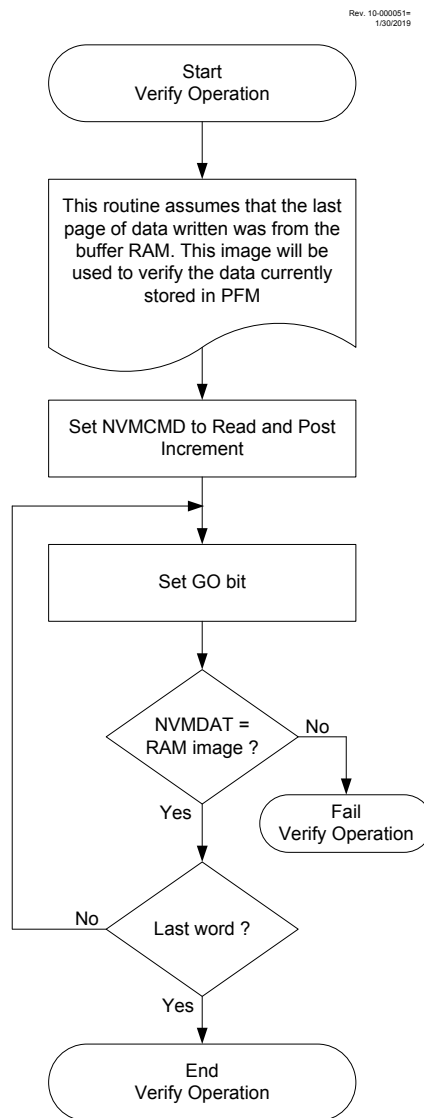 Rev. 10-000051=
1/30/2019
Start
Verify Operation
This routine assumes that the last
page of data written was from the
buffer RAM. This image will be
used to verify the data currently
stored in PFM
Set NVMCMD to Read and Post
Increment
Set GO bit
NVMDAT =
RAM image ?
No
Yes
Fail
Verify Operation
No
Last word ?
Yes
End
Verify Operation